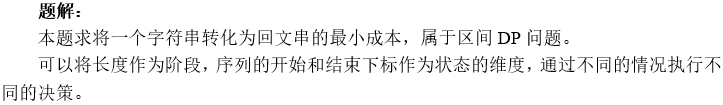 题解：
本题求将一个字符串转化为回文串的最小成本，属于区间 DP 问题。
可以将长度作为阶段，序列的开始和结束下标作为状态的维度，通过不同的情况执行不
同的决策。